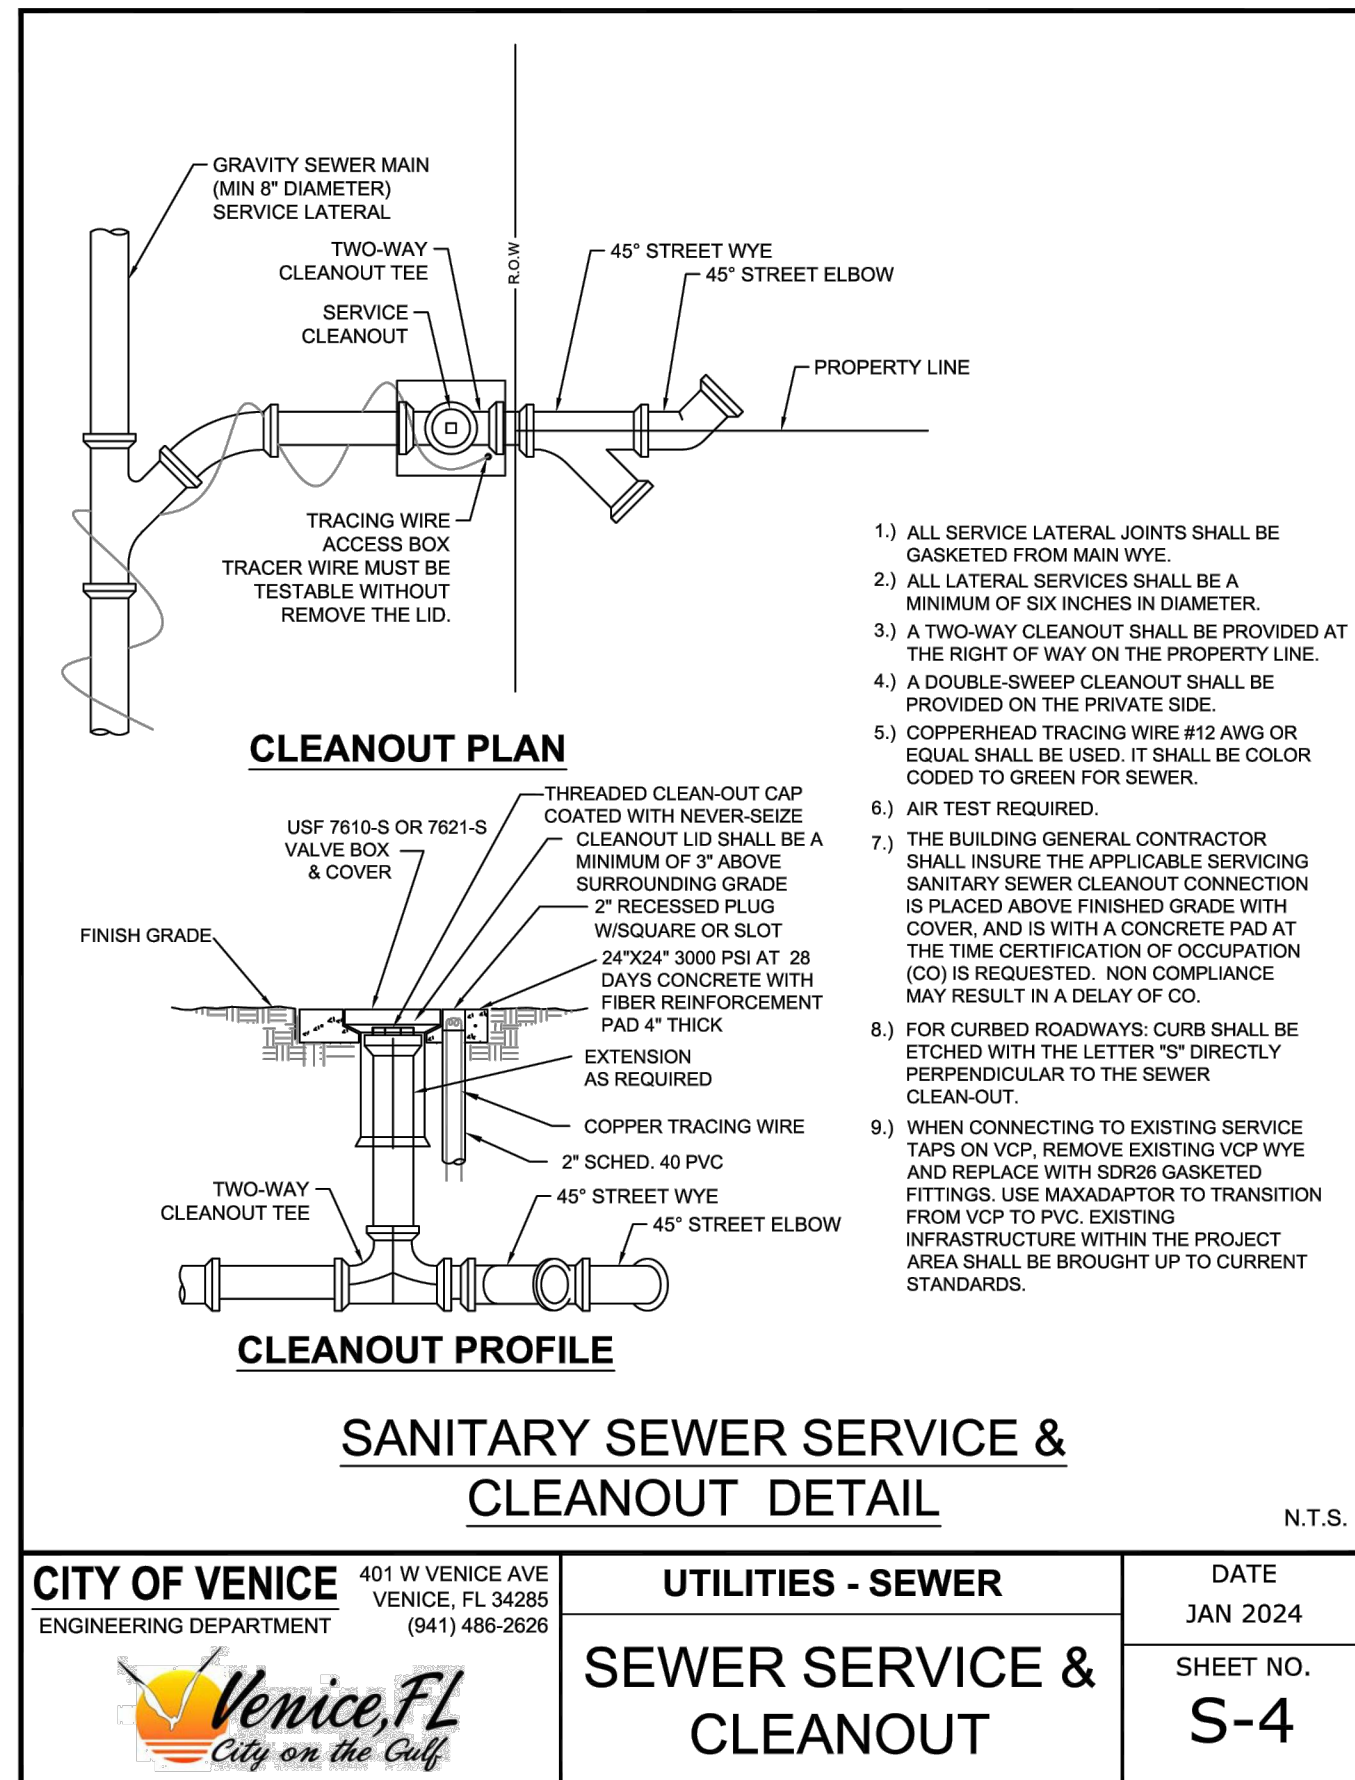 GRAVITY SEWER MAIN
(MIN 8" DIAMETER)
SERVICE LATERAL
TWO-WAY
CLEANOUT TEE
SERVICE
CLEANOUT
R.O.W
45° STREET WYE
45° STREET ELBOW
PROPERTY LINE
TRACING WIRE
ACCESS BOX
TRACER WIRE MUST BE
TESTABLE WITHOUT
REMOVE THE LID.
CLEANOUT PLAN
THREADED CLEAN-OUT CAP
COATED WITH NEVER-SEIZE
USF 7610-S OR 7621-S
VALVE BOX
& COVER
CLEANOUT LID SHALL BE A
MINIMUM OF 3" ABOVE
SURROUNDING GRADE
2" RECESSED PLUG
W/SQUARE OR SLOT
FINISH GRADE
24"X24" 3000 PSI AT 28
DAYS CONCRETE WITH
FIBER REINFORCEMENT
PAD 4" THICK
EXTENSION
AS REQUIRED
COPPER TRACING WIRE
2" SCHED. 40 PVC
TWO-WAY
CLEANOUT TEE
45° STREET WYE
45° STREET ELBOW
CLEANOUT PROFILE
1.) ALL SERVICE LATERAL JOINTS SHALL BE
GASKETED FROM MAIN WYE.
2.) ALL LATERAL SERVICES SHALL BE A
MINIMUM OF SIX INCHES IN DIAMETER.
3.) A TWO-WAY CLEANOUT SHALL BE PROVIDED AT
THE RIGHT OF WAY ON THE PROPERTY LINE.
4.) A DOUBLE-SWEEP CLEANOUT SHALL BE
PROVIDED ON THE PRIVATE SIDE.
5.) COPPERHEAD TRACING WIRE #12 AWG OR
EQUAL SHALL BE USED. IT SHALL BE COLOR
CODED TO GREEN FOR SEWER.
6.) AIR TEST REQUIRED.
7.) THE BUILDING GENERAL CONTRACTOR
SHALL INSURE THE APPLICABLE SERVICING
SANITARY SEWER CLEANOUT CONNECTION
IS PLACED ABOVE FINISHED GRADE WITH
COVER, AND IS WITH A CONCRETE PAD AT
THE TIME CERTIFICATION OF OCCUPATION
(CO) IS REQUESTED. NON COMPLIANCE
MAY RESULT IN A DELAY OF CO.
8.) FOR CURBED ROADWAYS: CURB SHALL BE
ETCHED WITH THE LETTER "S" DIRECTLY
PERPENDICULAR TO THE SEWER
CLEAN-OUT.
9.) WHEN CONNECTING TO EXISTING SERVICE
TAPS ON VCP, REMOVE EXISTING VCP WYE
AND REPLACE WITH SDR26 GASKETED
FITTINGS. USE MAXADAPTOR TO TRANSITION
FROM VCP TO PVC. EXISTING
INFRASTRUCTURE WITHIN THE PROJECT
AREA SHALL BE BROUGHT UP TO CURRENT
STANDARDS.
SANITARY SEWER SERVICE &
CLEANOUT DETAIL
N.T.S.
CITY OF VENICE
ENGINEERING DEPARTMENT
401 W VENICE AVE
VENICE, FL 34285
(941) 486-2626
Venice, FL
City on the Gulf
UTILITIES - SEWER
SEWER SERVICE &
CLEANOUT
DATE
JAN 2024
SHEET NO.
S-4